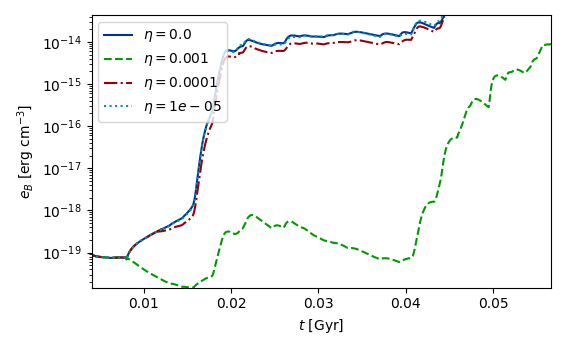 η = 0.0
η = 0.001
η = 0.0001
η = 1e − 05
10⁻¹⁴
10⁻¹⁵
10⁻¹⁶
10⁻¹⁷
10⁻¹⁸
10⁻¹⁹
e_B [erg cm⁻³]
0.01 0.02 0.03 0.04 0.05
t [Gyr]